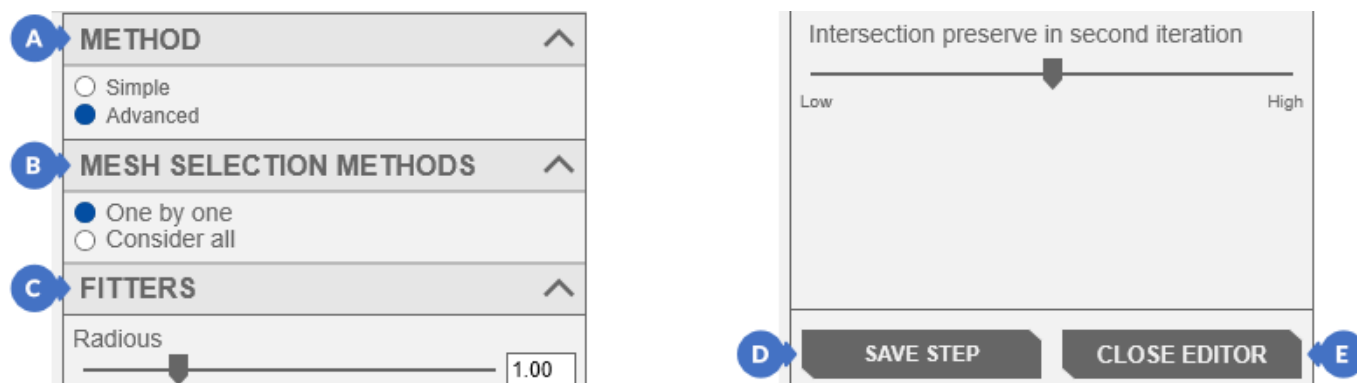 A
METHOD
Simple
Advanced
B
MESH SELECTION METHODS
One by one
Consider all
C
FITTERS
Radious
1.00
Intersection preserve in second iteration
Low High
D
SAVE STEP
CLOSE EDITOR
E